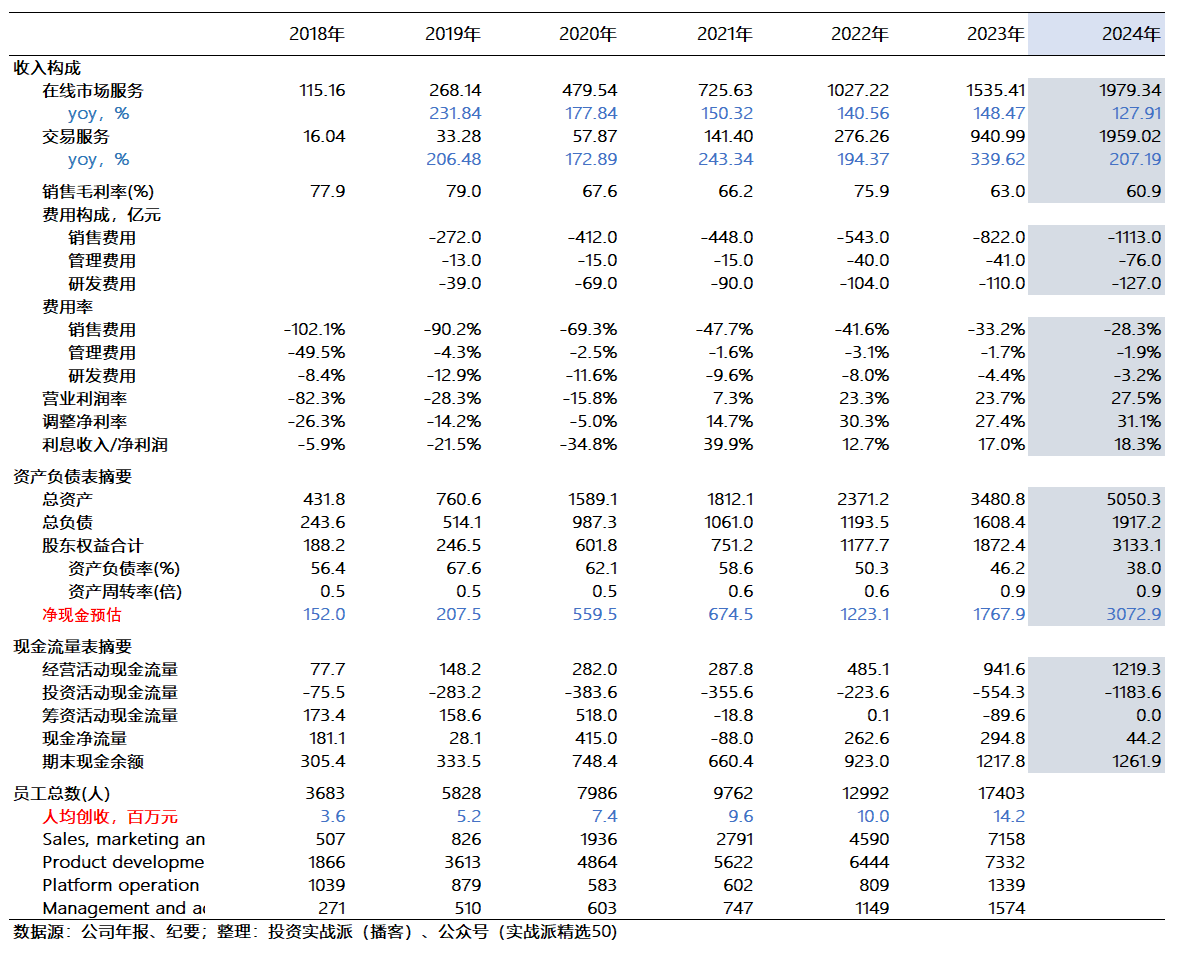 2018年 2019年 2020年 2021年 2022年 2023年 2024年
收入构成
在线市场服务 115.16 268.14 479.54 725.63 1027.22 1535.41 1979.34
yoy，% 231.84 177.84 150.32 140.56 148.47 127.91
交易服务 16.04 33.28 57.87 141.40 276.26 940.99 1959.02
yoy，% 206.48 172.89 243.34 194.37 339.62 207.19
销售毛利率(%) 77.9 79.0 67.6 66.2 75.9 63.0 60.9
费用构成，亿元
销售费用 -272.0 -412.0 -448.0 -543.0 -822.0 -1113.0
管理费用 -13.0 -15.0 -15.0 -40.0 -41.0 -76.0
研发费用 -39.0 -69.0 -90.0 -104.0 -110.0 -127.0
费用率
销售费用 -102.1% -90.2% -69.3% -47.7% -41.6% -33.2% -28.3%
管理费用 -49.5% -4.3% -2.5% -1.6% -3.1% -1.7% -1.9%
研发费用 -8.4% -12.9% -11.6% -9.6% -8.0% -4.4% -3.2%
营业利润率 -82.3% -28.3% -15.8% 7.3% 23.3% 23.7% 27.5%
调整净利率 -26.3% -14.2% -5.0% 14.7% 30.3% 27.4% 31.1%
利息收入/净利润 -5.9% -21.5% -34.8% 39.9% 12.7% 17.0% 18.3%
资产负债表摘要
总资产 431.8 760.6 1589.1 1812.1 2371.2 3480.8 5050.3
总负债 243.6 514.1 987.3 1061.0 1193.5 1608.4 1917.2
股东权益合计 188.2 246.5 601.8 751.2 1177.7 1872.4 3133.1
资产负债率(%) 56.4 67.6 62.1 58.6 50.3 46.2 38.0
资产周转率(倍) 0.5 0.5 0.5 0.6 0.6 0.9 0.9
净现金预估 152.0 207.5 559.5 674.5 1223.1 1767.9 3072.9
现金流量表摘要
经营活动现金流量 77.7 148.2 282.0 287.8 485.1 941.6 1219.3
投资活动现金流量 -75.5 -283.2 -383.6 -355.6 -223.6 -554.3 -1183.6
筹资活动现金流量 173.4 158.6 518.0 -18.8 0.1 -89.6 0.0
现金净流量 181.1 28.1 415.0 -88.0 262.6 294.8 44.2
期末现金余额 305.4 333.5 748.4 660.4 923.0 1217.8 1261.9
员工总数(人) 3683 5828 7986 9762 12992 17403
人均创收，百万元 3.6 5.2 7.4 9.6 10.0 14.2
Sales, marketing an 507 826 1936 2791 4590 7158
Product developme 1866 3613 4864 5622 6444 7332
Platform operation 1039 879 583 602 809 1339
Management and a 271 510 603 747 1149 1574
数据源：公司年报、纪要；整理：投资实战派（播客）、公众号（实战派精选50)